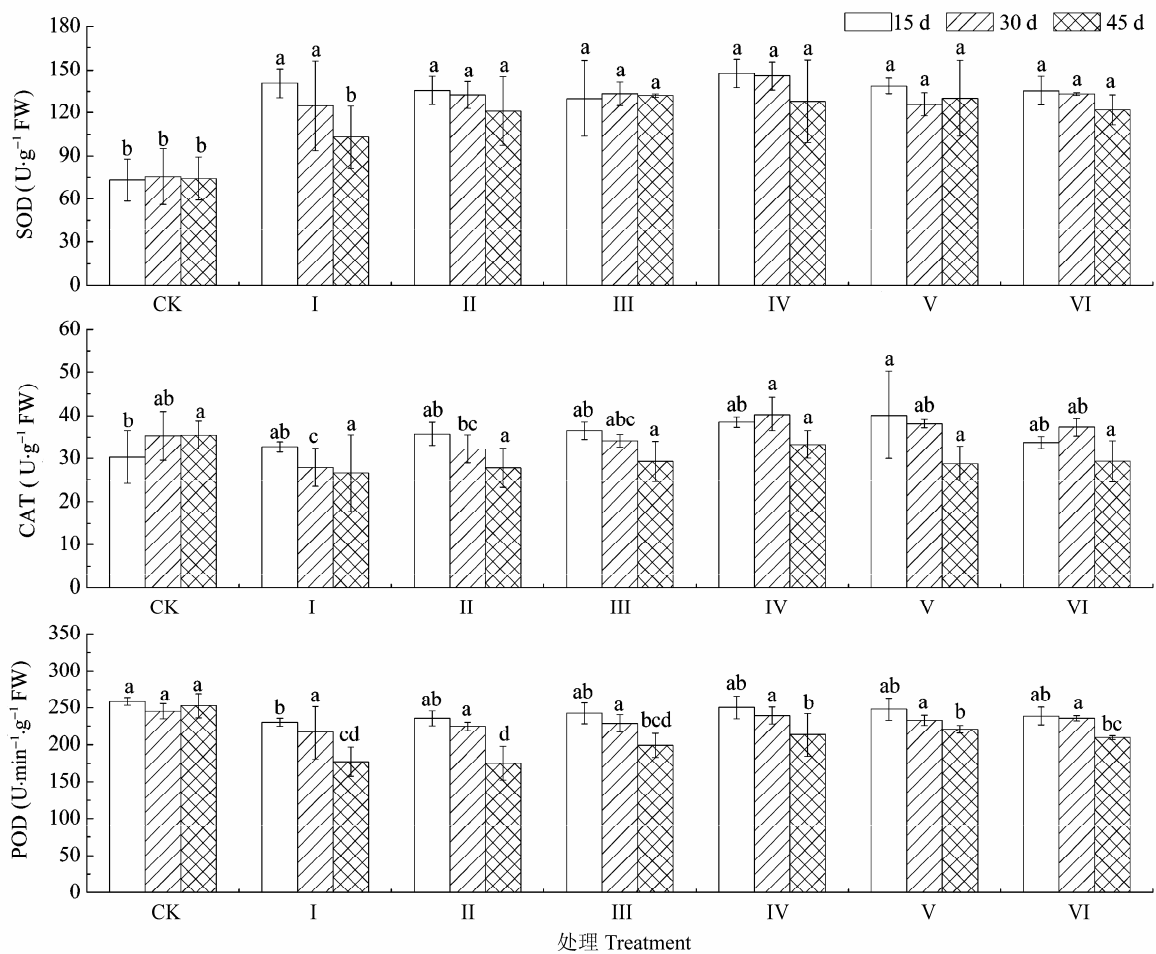 15 d 30 d 45 d
SOD (U·g⁻¹ FW)
180
150
120
90
60
30
0
b b b a a b a a a a a a a a a a a a a a a
CK I II III IV V VI
CAT (U·g⁻¹ FW)
60
50
40
30
20
10
0
b ab a ab c a ab bc a ab abc a ab a a a ab a ab ab a
CK I II III IV V VI
POD (U·min⁻¹·g⁻¹ FW)
350
300
250
200
150
100
50
0
a a a b a cd ab a d ab a bcd ab a b ab a b ab a bc
CK I II III IV V VI
处理 Treatment